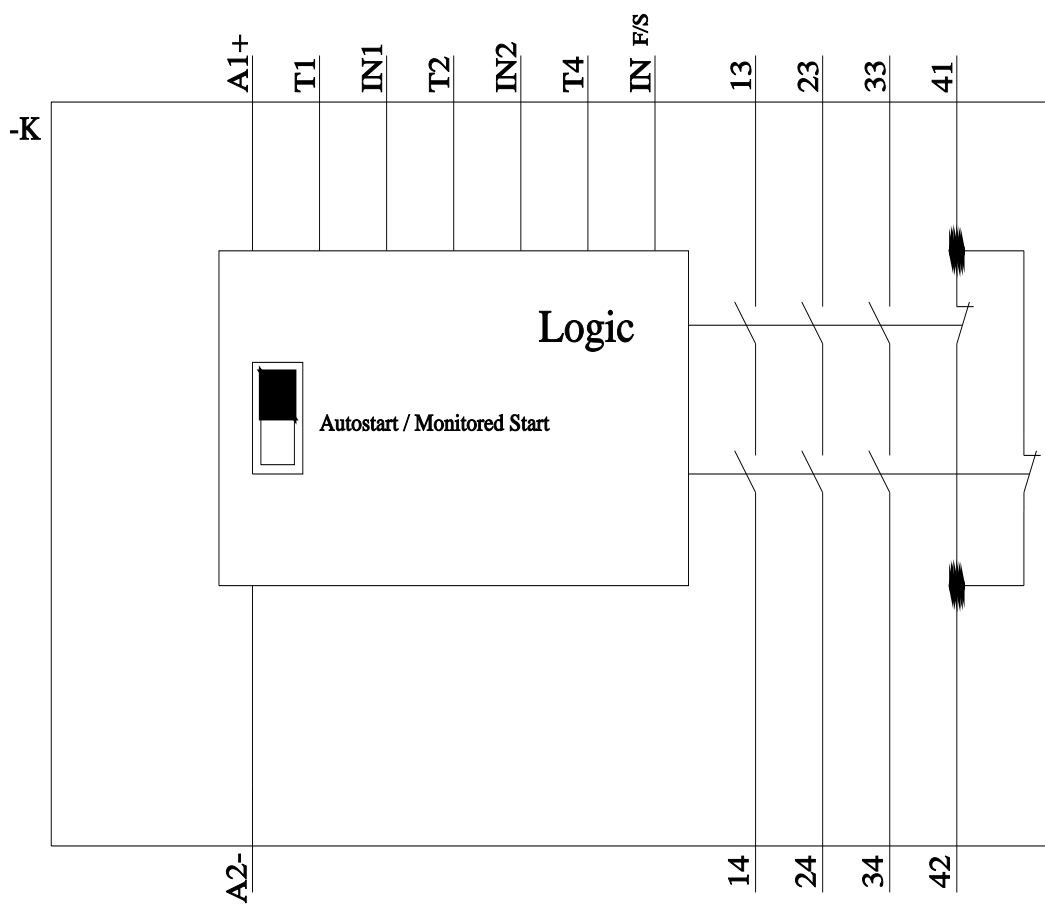 A1+
T1
IN1
T2
IN2
T4
IN F/S
13
23
33
41
-K
Logic
Autostart / Monitored Start
A2-
14
24
34
42